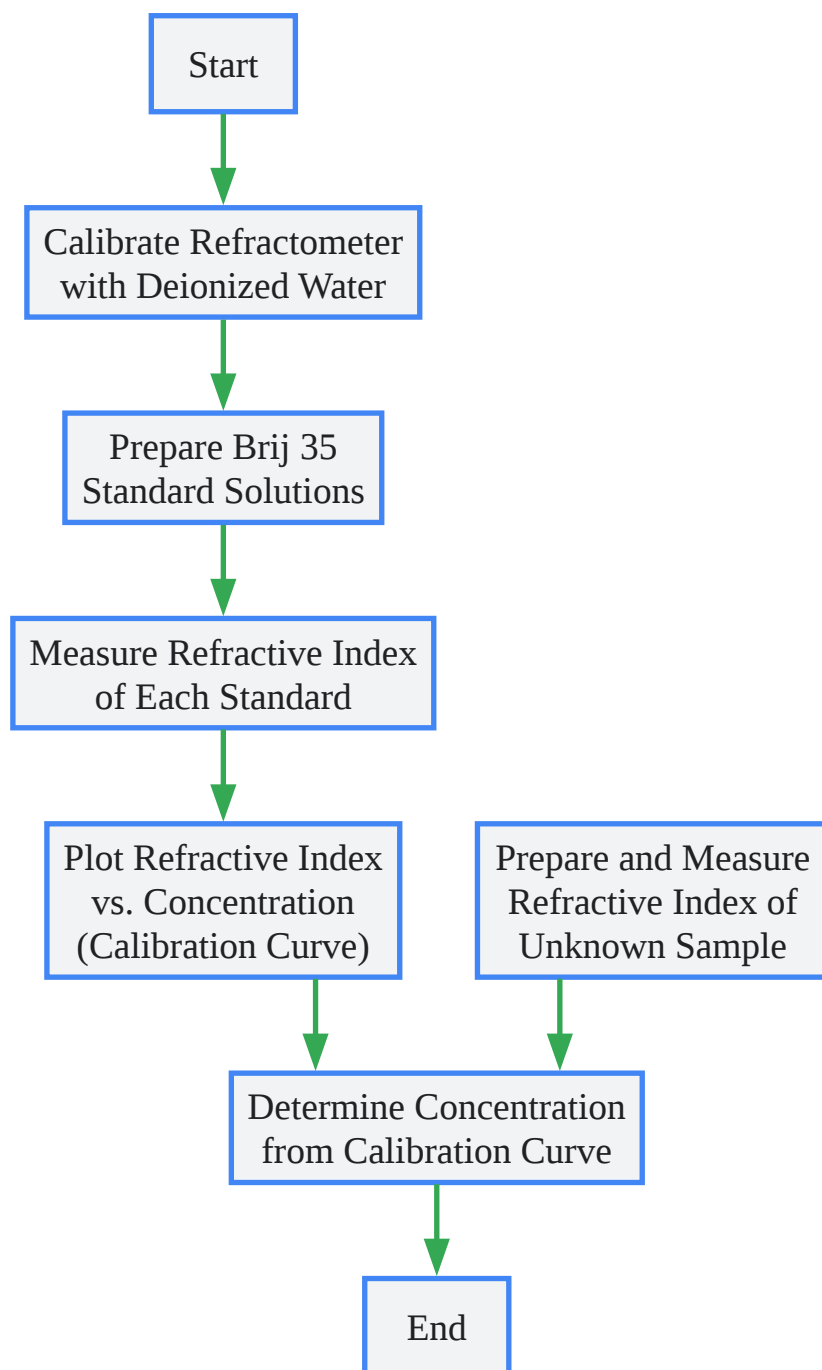 Start
Calibrate Refractometer
with Deionized Water
Prepare Brij 35
Standard Solutions
Measure Refractive Index
of Each Standard
Plot Refractive Index
vs. Concentration
(Calibration Curve)
Prepare and Measure
Refractive Index of
Unknown Sample
Determine Concentration
from Calibration Curve
End